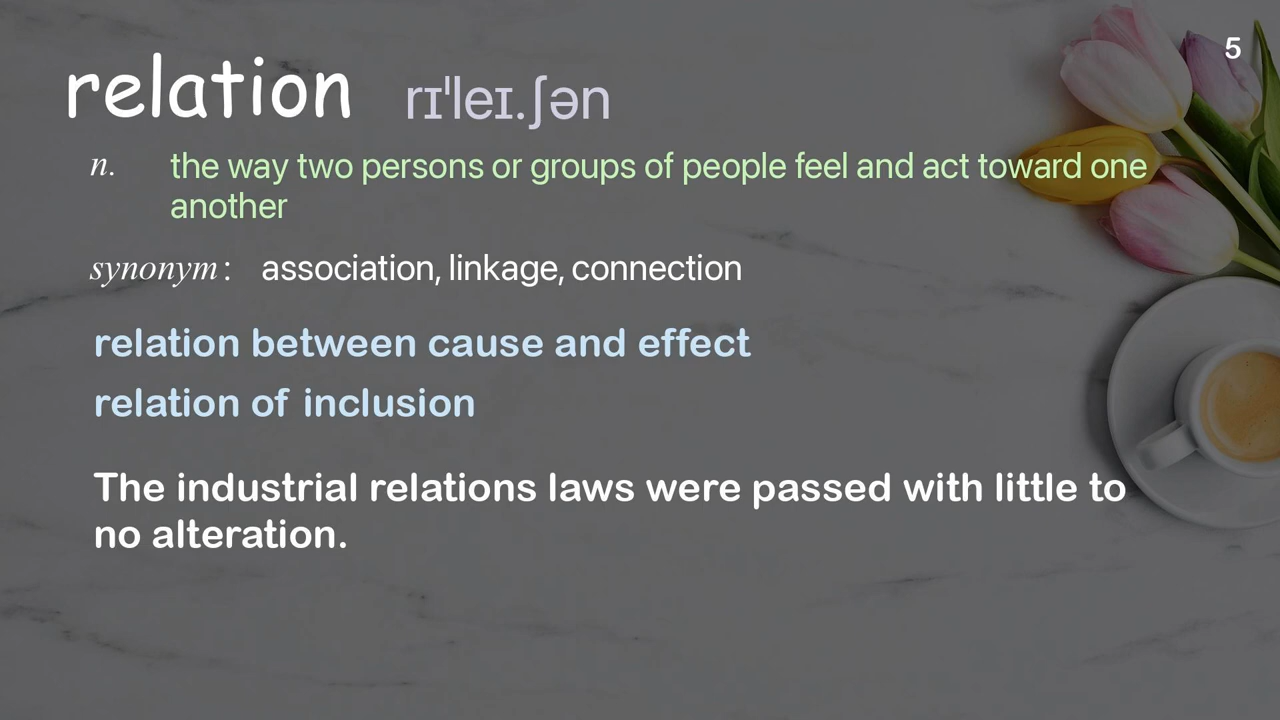 5
relation rɪˈleɪ.ʃən
n. the way two persons or groups of people feel and act toward one
another
synonym: association, linkage, connection
relation between cause and effect
relation of inclusion
The industrial relations laws were passed with little to
no alteration.